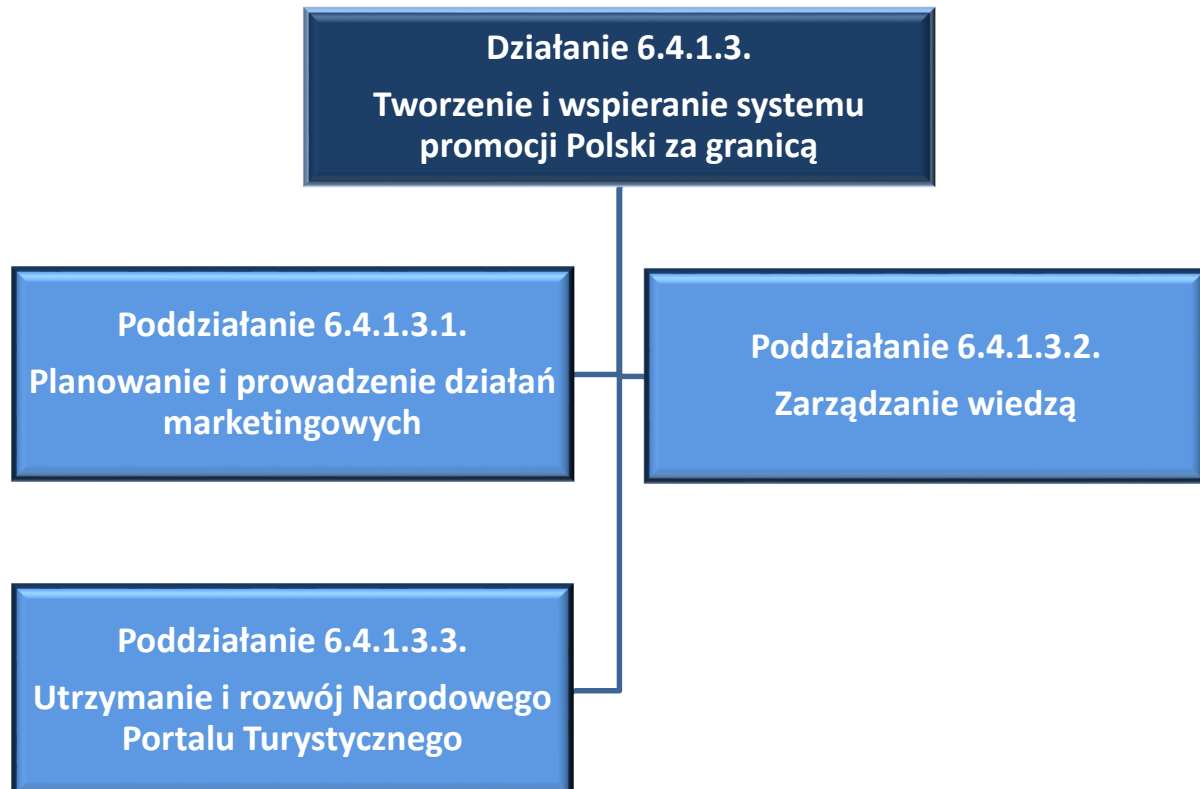 Działanie 6.4.1.3.
Tworzenie i wspieranie systemu
promocji Polski za granicą
Poddziałanie 6.4.1.3.1.
Planowanie i prowadzenie działań
marketingowych
Poddziałanie 6.4.1.3.2.
Zarządzanie wiedzą
Poddziałanie 6.4.1.3.3.
Utrzymanie i rozwój Narodowego
Portalu Turystycznego